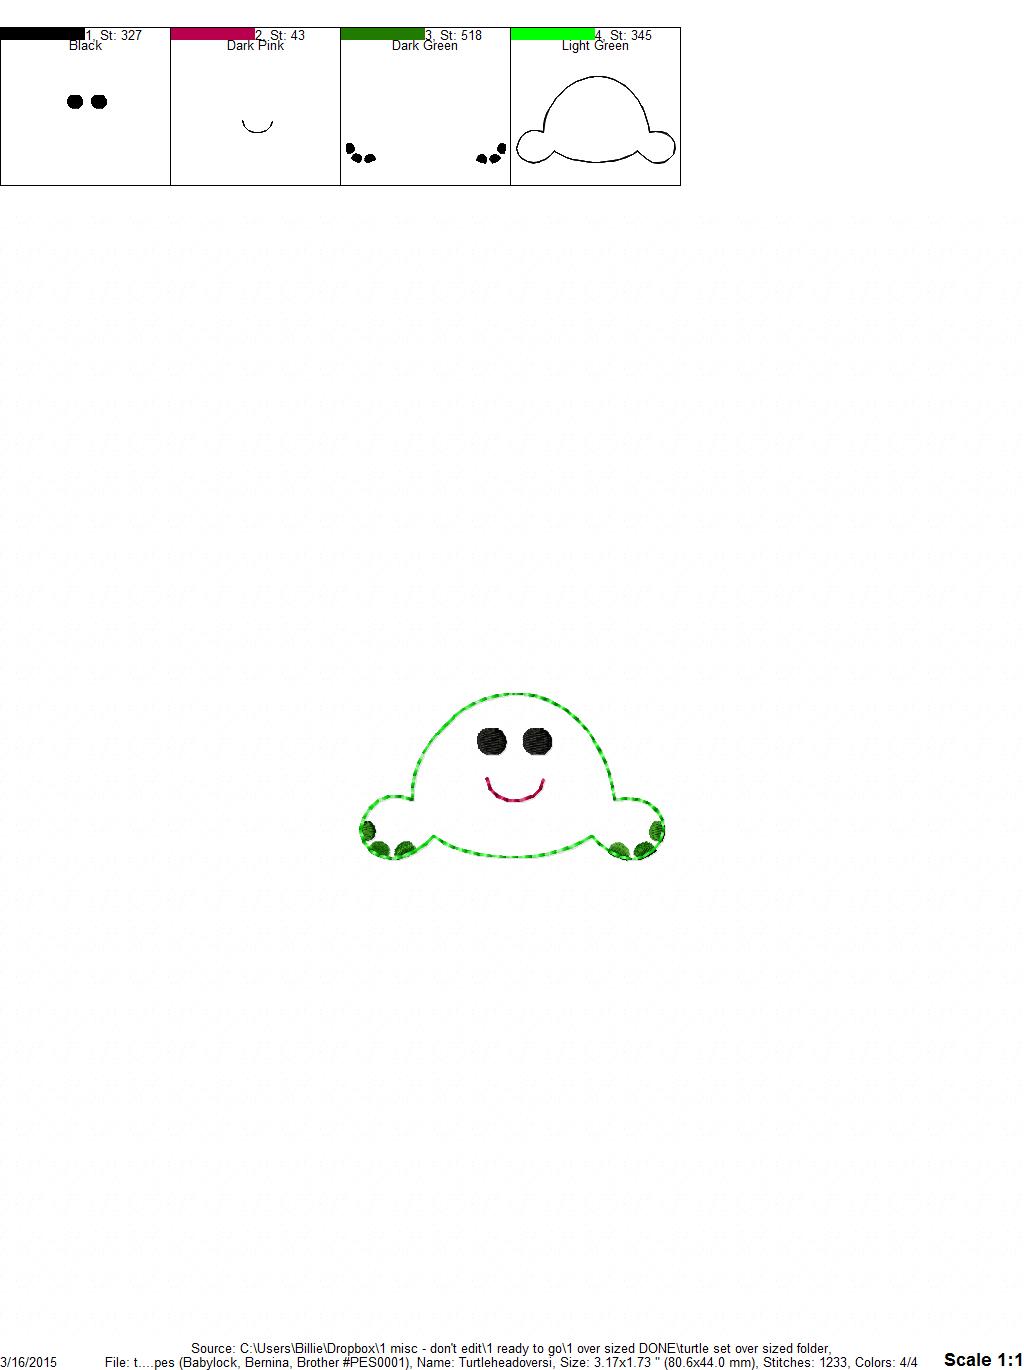 1, St: 327
Black
2, St: 43
Dark Pink
3, St: 518
Dark Green
4, St: 345
Light Green
Source: C:\Users\Billie\Dropbox\1 misc - don't edit\1 ready to go\1 over sized DONE\turtle set over sized folder,
3/16/2015 File: t....pes (Babylock, Bernina, Brother #PES0001), Name: Turtleheadoversi, Size: 3.17x1.73 " (80.6x44.0 mm), Stitches: 1233, Colors: 4/4 Scale 1:1